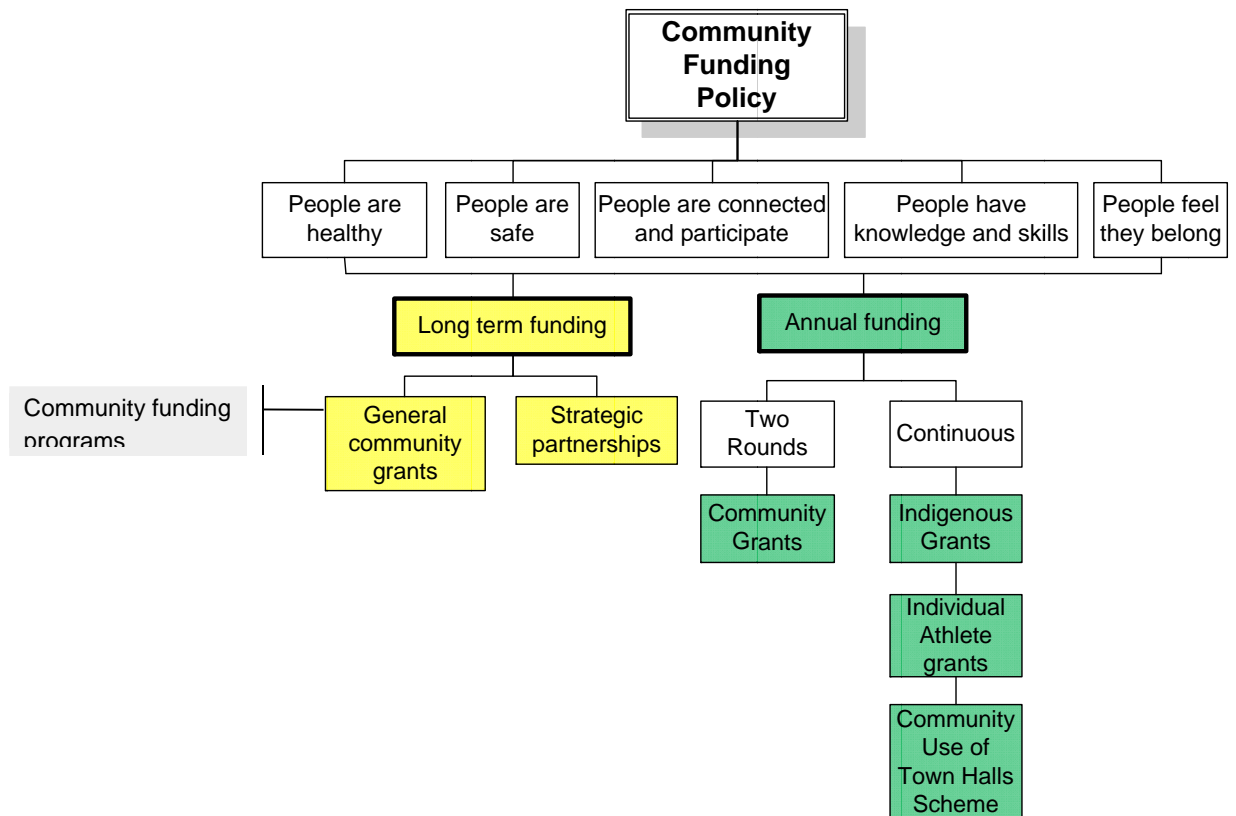 Community
Funding
Policy
People are
healthy
People are
safe
People are connected
and participate
People have
knowledge and skills
People feel
they belong
Long term funding
Annual funding
Community funding
programs
General
community
grants
Strategic
partnerships
Two
Rounds
Continuous
Community
Grants
Indigenous
Grants
Individual
Athlete
grants
Community
Use of
Town Halls
Scheme